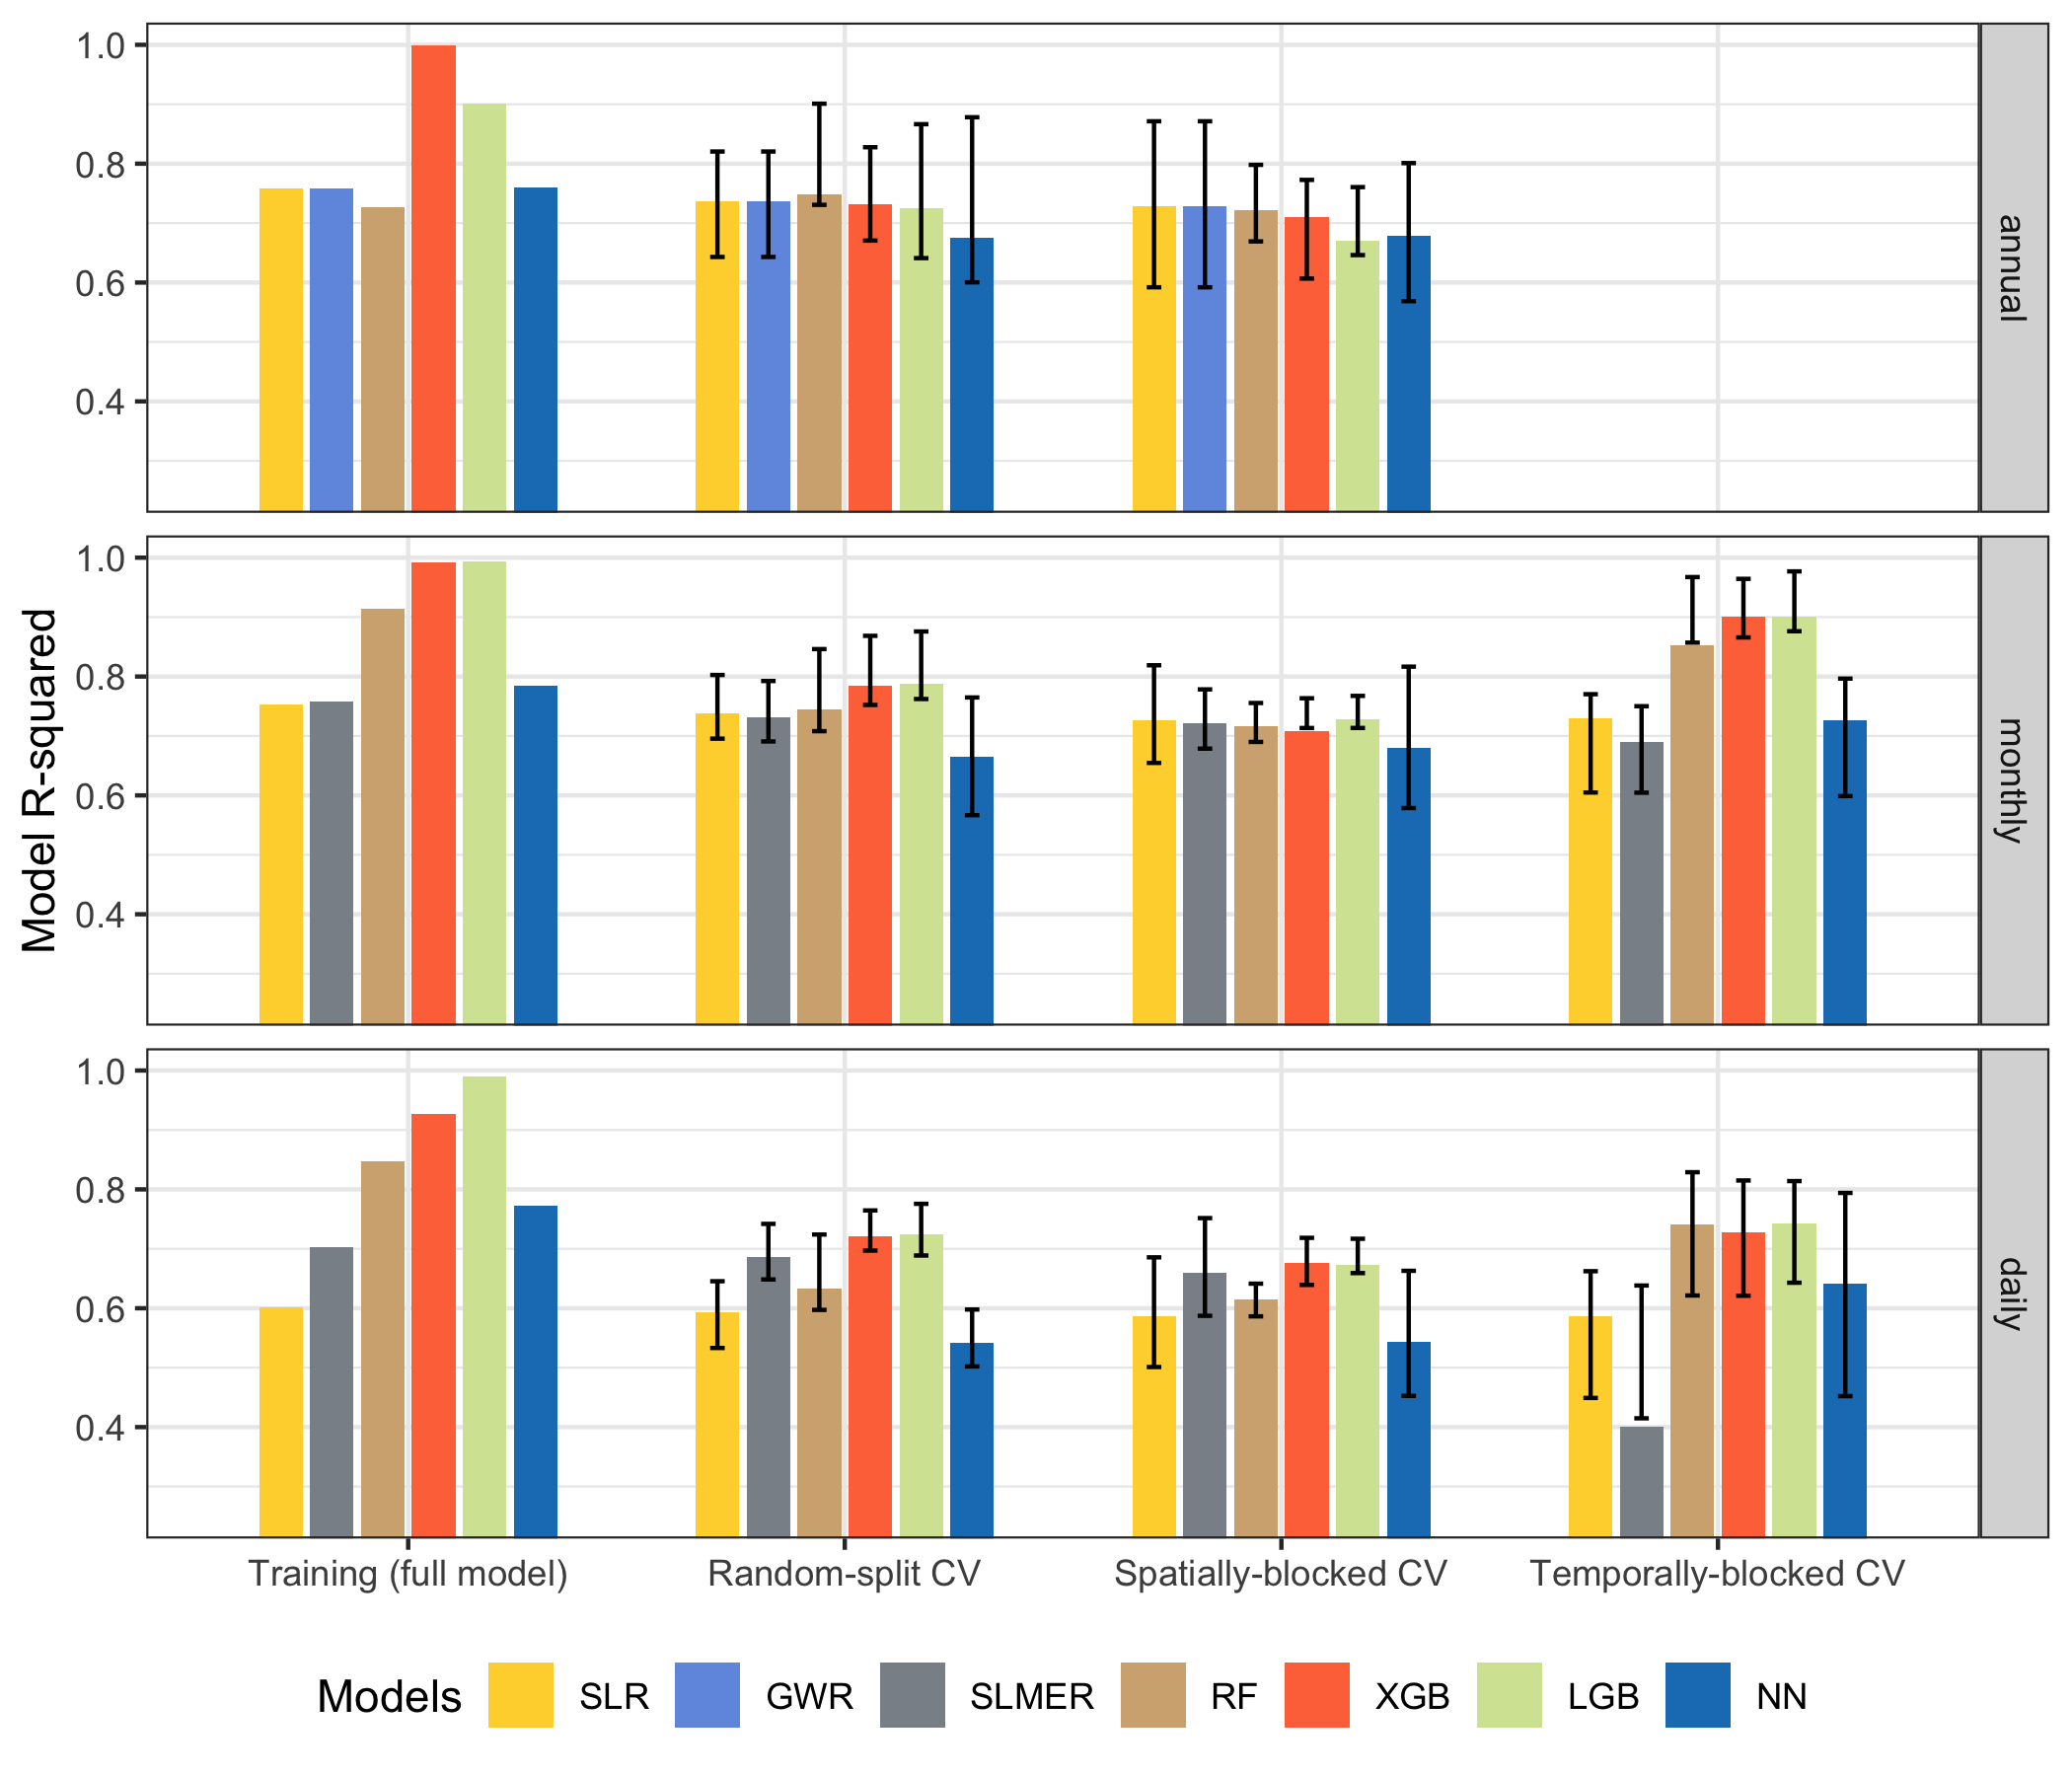 Model R-squared
1.0
0.8
0.6
0.4
annual
1.0
0.8
0.6
0.4
monthly
1.0
0.8
0.6
0.4
daily
Training (full model) Random-split CV Spatially-blocked CV Temporally-blocked CV
Models SLR GWR SLMER RF XGB LGB NN